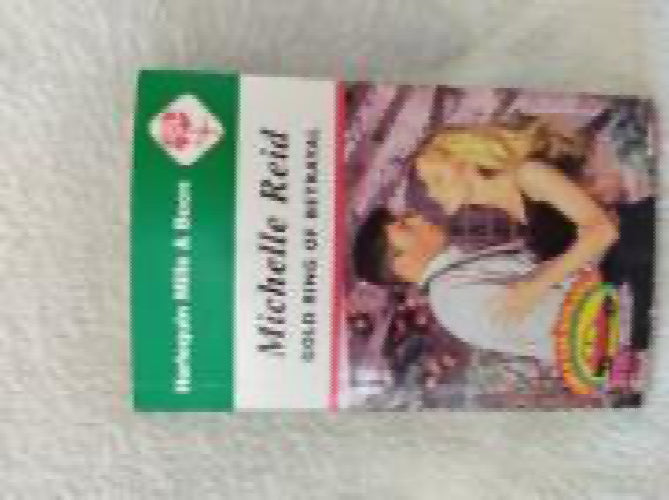 Harlequin Mills & Boon
Michelle Reid
GOLD RING OF BETRAYAL